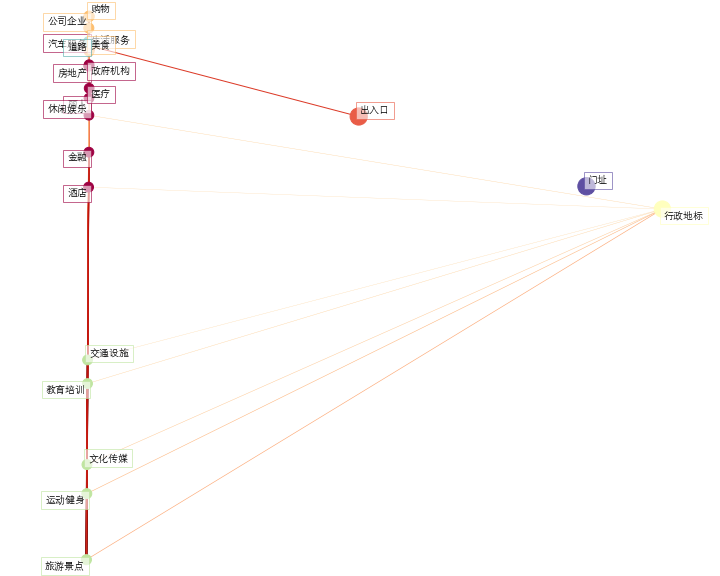 购物
公司企业
生活服务
汽车服务
道路
美食
房地产
政府机构
医疗
休闲娱乐
出入口
金融
门址
酒店
行政地标
交通设施
教育培训
文化传媒
运动健身
旅游景点